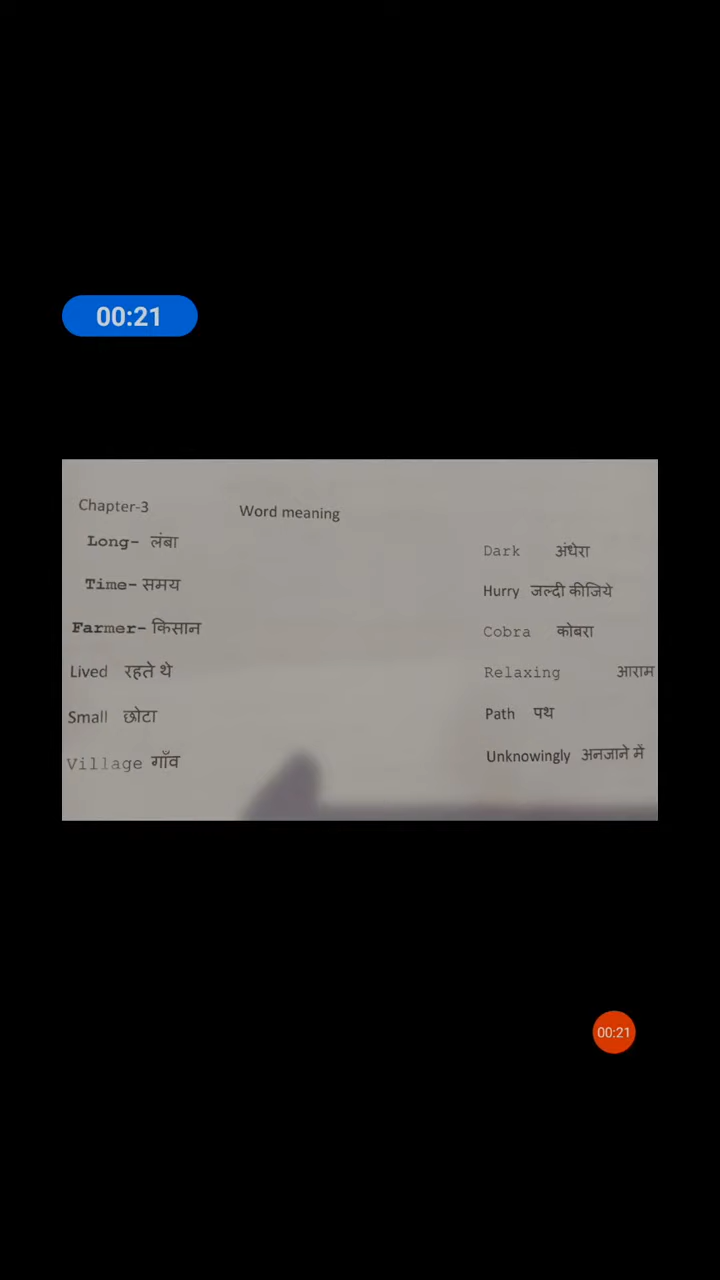 00:21
Chapter-3 Word meaning
Long- लंबा
Time- समय
Farmer- किसान
Lived रहते थे
Small छोटा
Village गाँव
Dark अंधेरा
Hurry जल्दी कीजिये
Cobra कोबरा
Relaxing आराम
Path पथ
Unknowingly अनजाने में
00:21